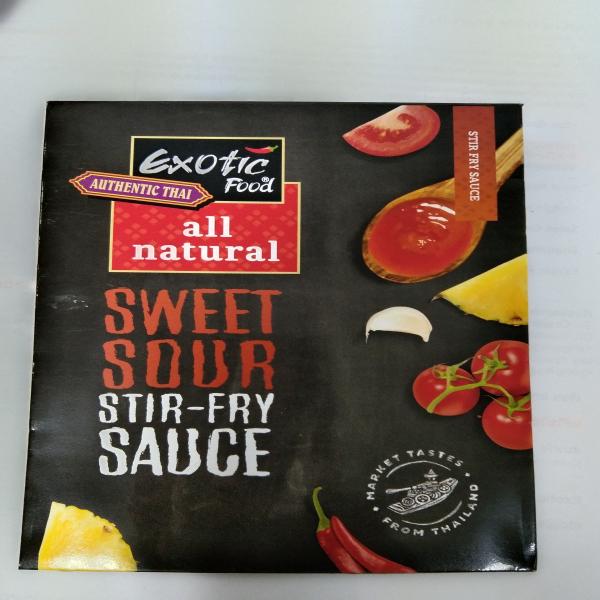 Exotic
Food®
AUTHENTIC THAI
all
natural
SWEET
SOUR
STIR-FRY
SAUCE
STIR FRY SAUCE
MARKET TASTES
FROM THAILAND